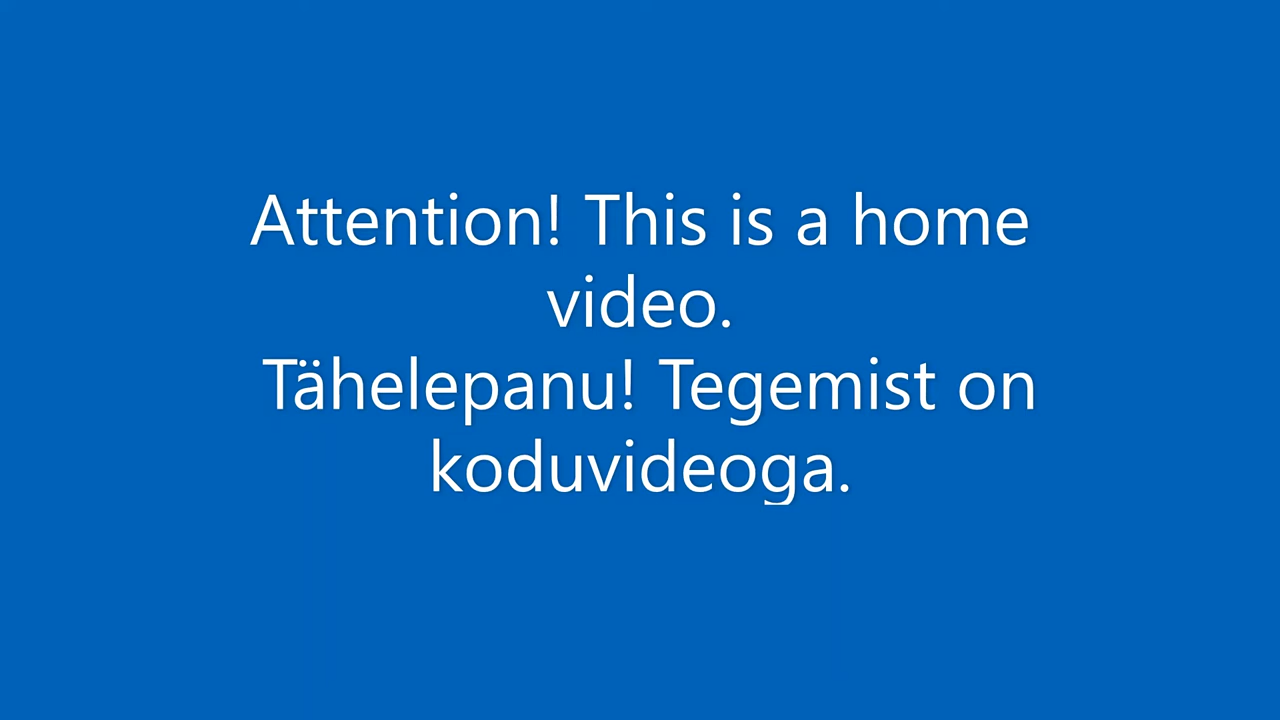 Attention! This is a home
video.
Tähelepanu! Tegemist on
koduvideoga.